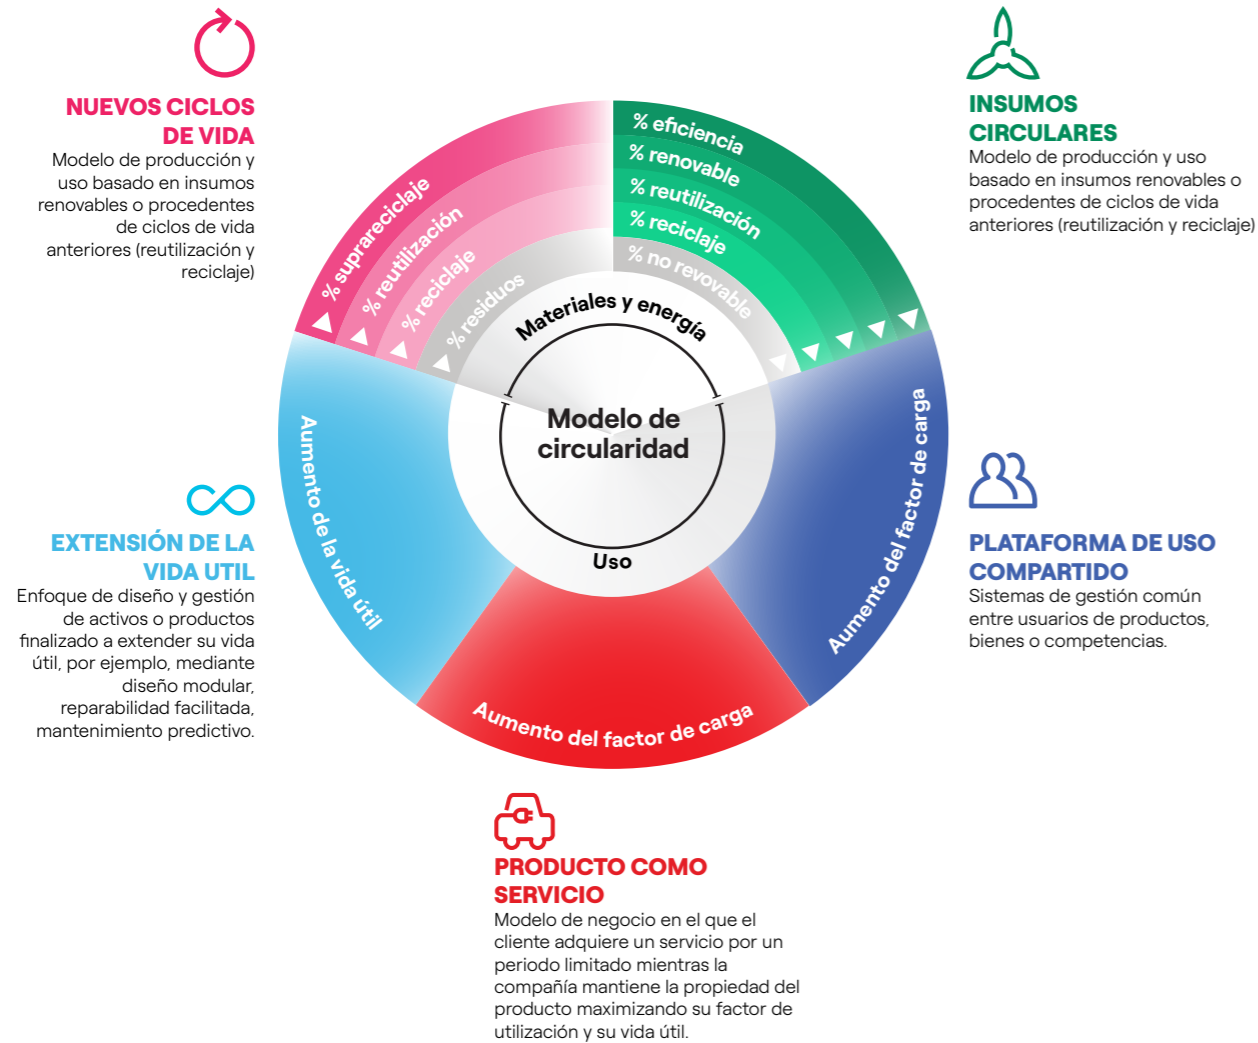 NUEVOS CICLOS
DE VIDA
Modelo de producción y
uso basado en insumos
renovables o procedentes
de ciclos de vida
anteriores (reutilización y
reciclaje)
INSUMOS
CIRCULARES
Modelo de producción y uso
basado en insumos renovables o
procedentes de ciclos de vida
anteriores (reutilización y reciclaje)
% suprareciclaje
% reutilización
% reciclaje
% residuos
% eficiencia
% renovable
% reutilización
% reciclaje
% no revovable
Materiales y energía
Modelo de
circularidad
Uso
Aumento de la vida útil
Aumento del factor de carga
Aumento del factor de carga
EXTENSIÓN DE LA
VIDA UTIL
Enfoque de diseño y gestión
de activos o productos
finalizado a extender su vida
útil, por ejemplo, mediante
diseño modular,
reparabilidad facilitada,
mantenimiento predictivo.
PLATAFORMA DE USO
COMPARTIDO
Sistemas de gestión común
entre usuarios de productos,
bienes o competencias.
PRODUCTO COMO
SERVICIO
Modelo de negocio en el que el
cliente adquiere un servicio por un
periodo limitado mientras la
compañía mantiene la propiedad del
producto maximizando su factor de
utilización y su vida útil.